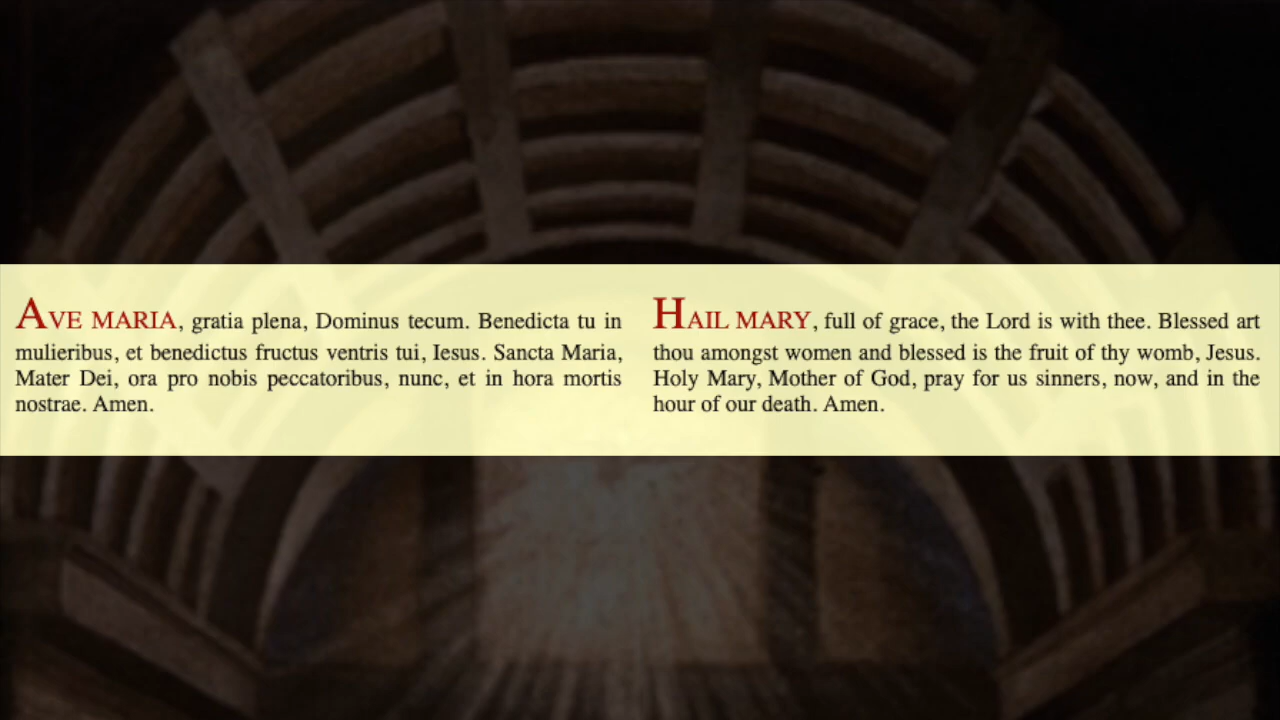 AVE MARIA, gratia plena, Dominus tecum. Benedicta tu in
mulieribus, et benedictus fructus ventris tui, Iesus. Sancta Maria,
Mater Dei, ora pro nobis peccatoribus, nunc, et in hora mortis
nostrae. Amen.
HAIL MARY, full of grace, the Lord is with thee. Blessed art
thou amongst women and blessed is the fruit of thy womb, Jesus.
Holy Mary, Mother of God, pray for us sinners, now, and in the
hour of our death. Amen.